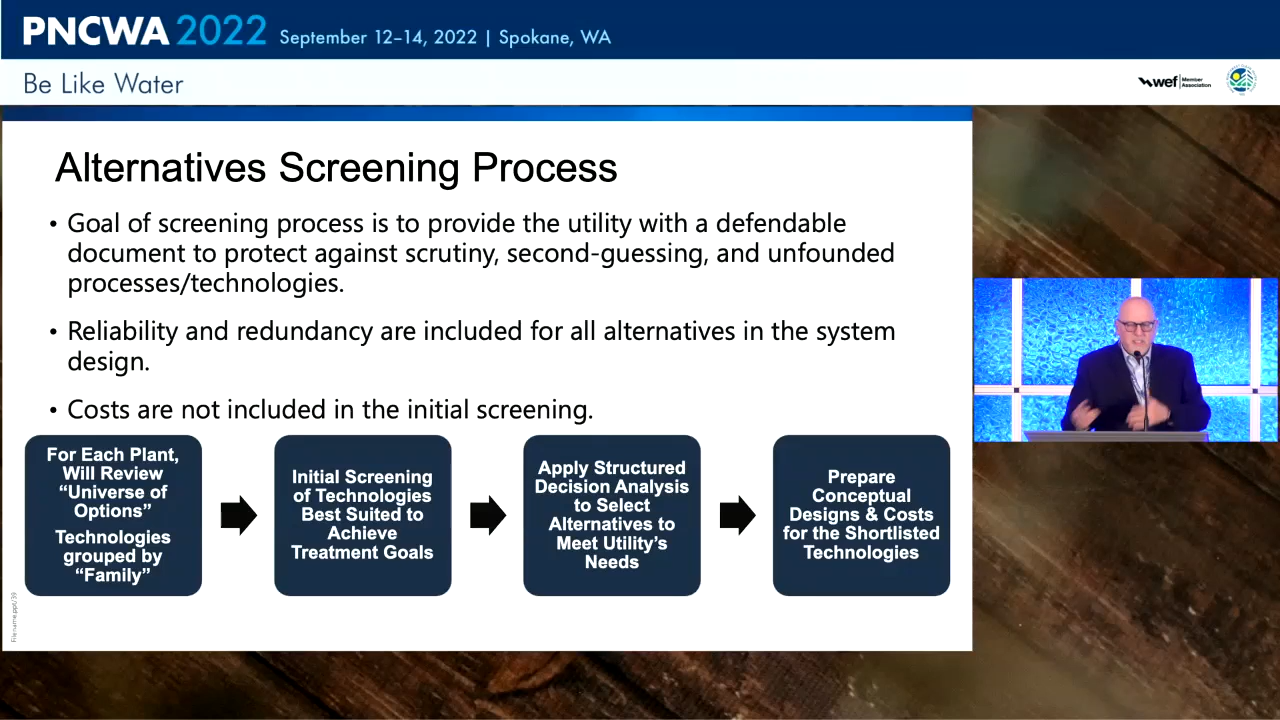 PNCWA 2022 September 12–14, 2022 | Spokane, WA
Be Like Water
wef Member Association
Alternatives Screening Process
• Goal of screening process is to provide the utility with a defendable
document to protect against scrutiny, second-guessing, and unfounded
processes/technologies.
• Reliability and redundancy are included for all alternatives in the system
design.
• Costs are not included in the initial screening.
For Each Plant,
Will Review
“Universe of
Options”
Technologies
grouped by
“Family”
Initial Screening
of Technologies
Best Suited to
Achieve
Treatment Goals
Apply Structured
Decision Analysis
to Select
Alternatives to
Meet Utility’s
Needs
Prepare
Conceptual
Designs & Costs
for the Shortlisted
Technologies
Filename.ppt/39